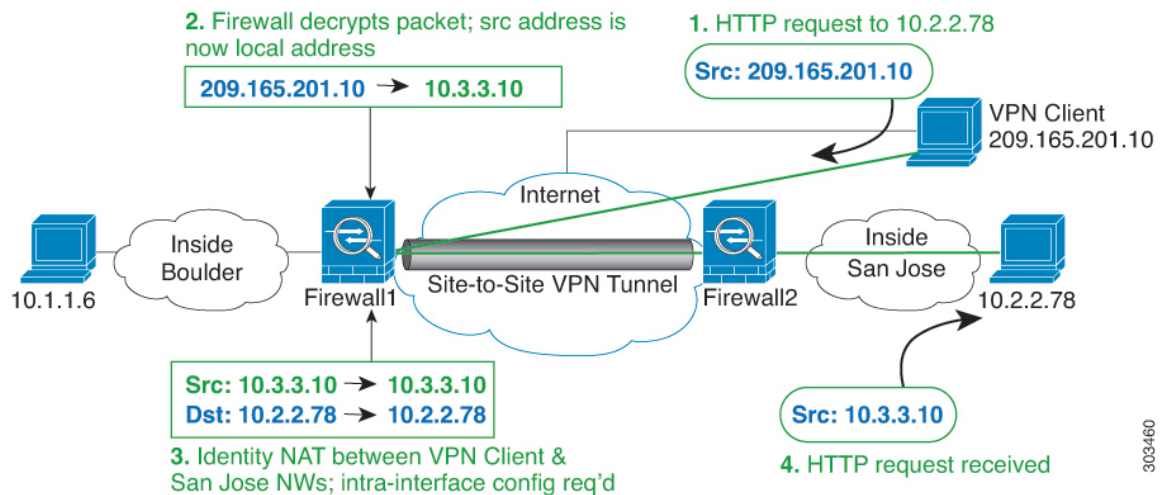 2. Firewall decrypts packet; src address is
now local address
209.165.201.10 → 10.3.3.10
1. HTTP request to 10.2.2.78
Src: 209.165.201.10
VPN Client
209.165.201.10
Internet
Inside
Boulder
10.1.1.6
Firewall1
Site-to-Site VPN Tunnel
Firewall2
Inside
San Jose
10.2.2.78
Src: 10.3.3.10 → 10.3.3.10
Dst: 10.2.2.78 → 10.2.2.78
3. Identity NAT between VPN Client &
San Jose NWs; intra-interface config req'd
Src: 10.3.3.10
4. HTTP request received
303460